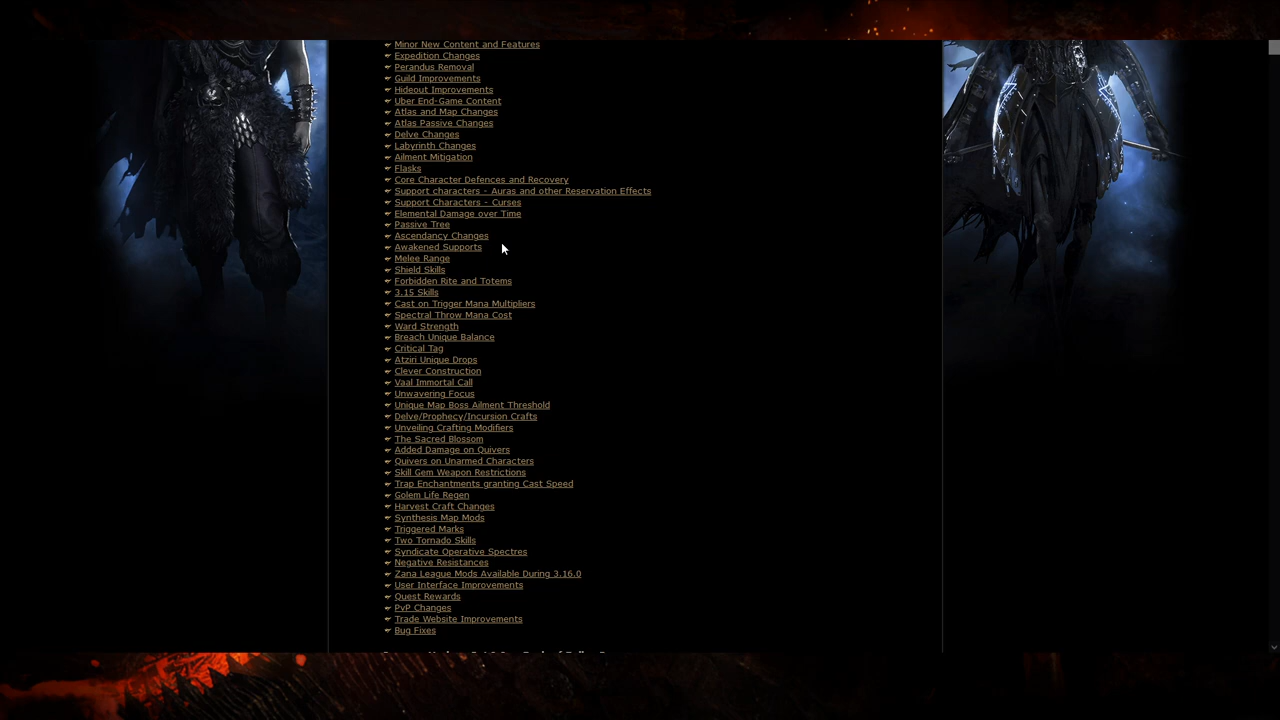 Minor New Content and Features
Expedition Changes
Perandus Removal
Guild Improvements
Hideout Improvements
Uber End-Game Content
Atlas and Map Changes
Atlas Passive Changes
Delve Changes
Labyrinth Changes
Ailment Mitigation
Flasks
Core Character Defences and Recovery
Support characters - Auras and other Reservation Effects
Support Characters - Curses
Elemental Damage over Time
Passive Tree
Ascendancy Changes
Awakened Supports
Melee Range
Shield Skills
Forbidden Rite and Totems
3.15 Skills
Cast on Trigger Mana Multipliers
Spectral Throw Mana Cost
Ward Strength
Breach Unique Balance
Critical Tag
Atziri Unique Drops
Clever Construction
Vaal Immortal Call
Unwavering Focus
Unique Map Boss Ailment Threshold
Delve/Prophecy/Incursion Crafts
Unveiling Crafting Modifiers
The Sacred Blossom
Added Damage on Quivers
Quivers on Unarmed Characters
Skill Gem Weapon Restrictions
Trap Enchantments granting Cast Speed
Golem Life Regen
Harvest Craft Changes
Synthesis Map Mods
Triggered Marks
Two Tornado Skills
Syndicate Operative Spectres
Negative Resistances
Zana League Mods Available During 3.16.0
User Interface Improvements
Quest Rewards
PvP Changes
Trade Website Improvements
Bug Fixes